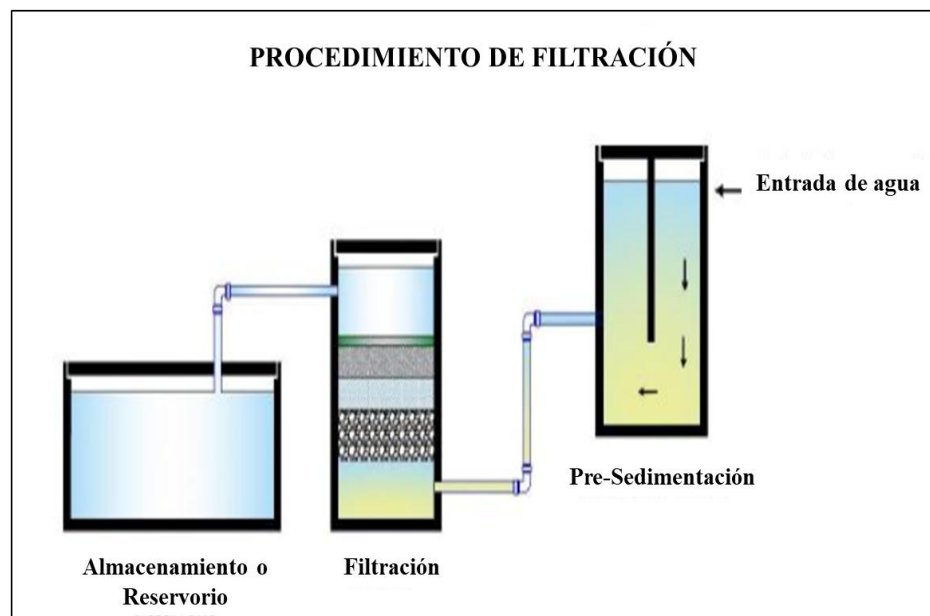 PROCEDIMIENTO DE FILTRACIÓN
Entrada de agua
Pre-Sedimentación
Filtración
Almacenamiento o
Reservorio